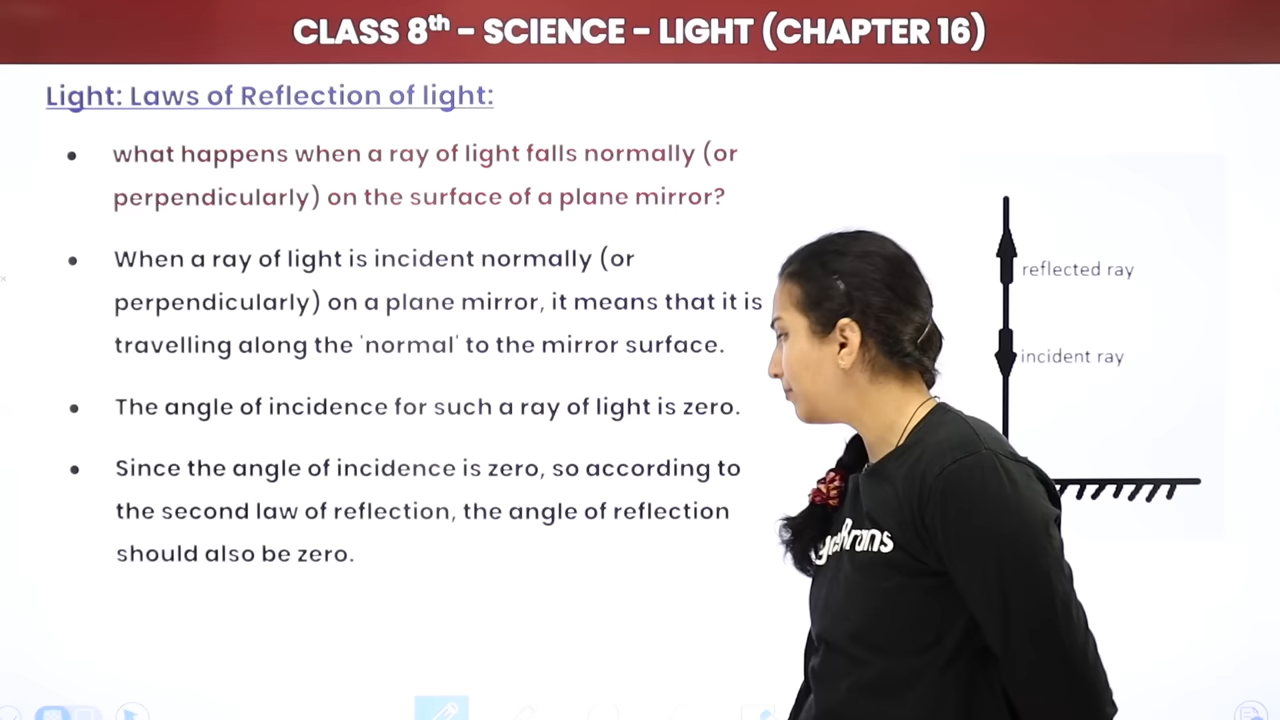 CLASS 8th – SCIENCE – LIGHT (CHAPTER 16)
Light: Laws of Reflection of light:
• what happens when a ray of light falls normally (or
perpendicularly) on the surface of a plane mirror?
• When a ray of light is incident normally (or
perpendicularly) on a plane mirror, it means that it is
travelling along the 'normal' to the mirror surface.
• The angle of incidence for such a ray of light is zero.
• Since the angle of incidence is zero, so according to
the second law of reflection, the angle of reflection
should also be zero.
reflected ray
incident ray